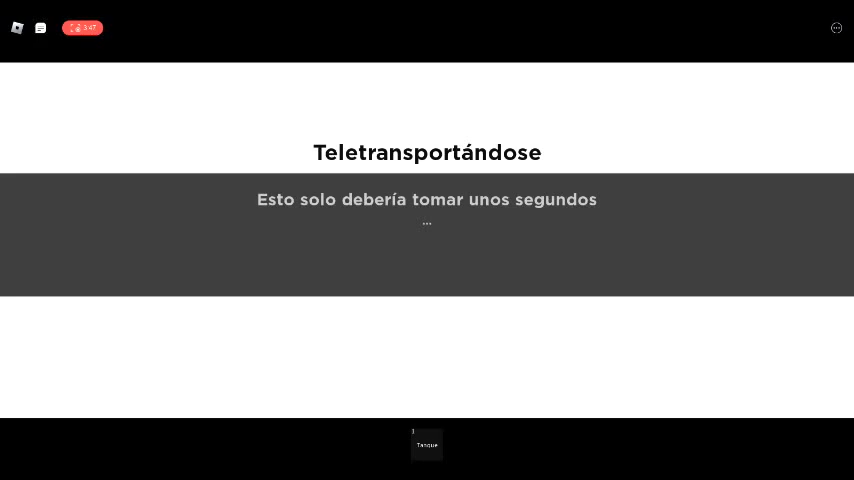 3:47
Teletransportándose
Esto solo debería tomar unos segundos
...
1
Tanque